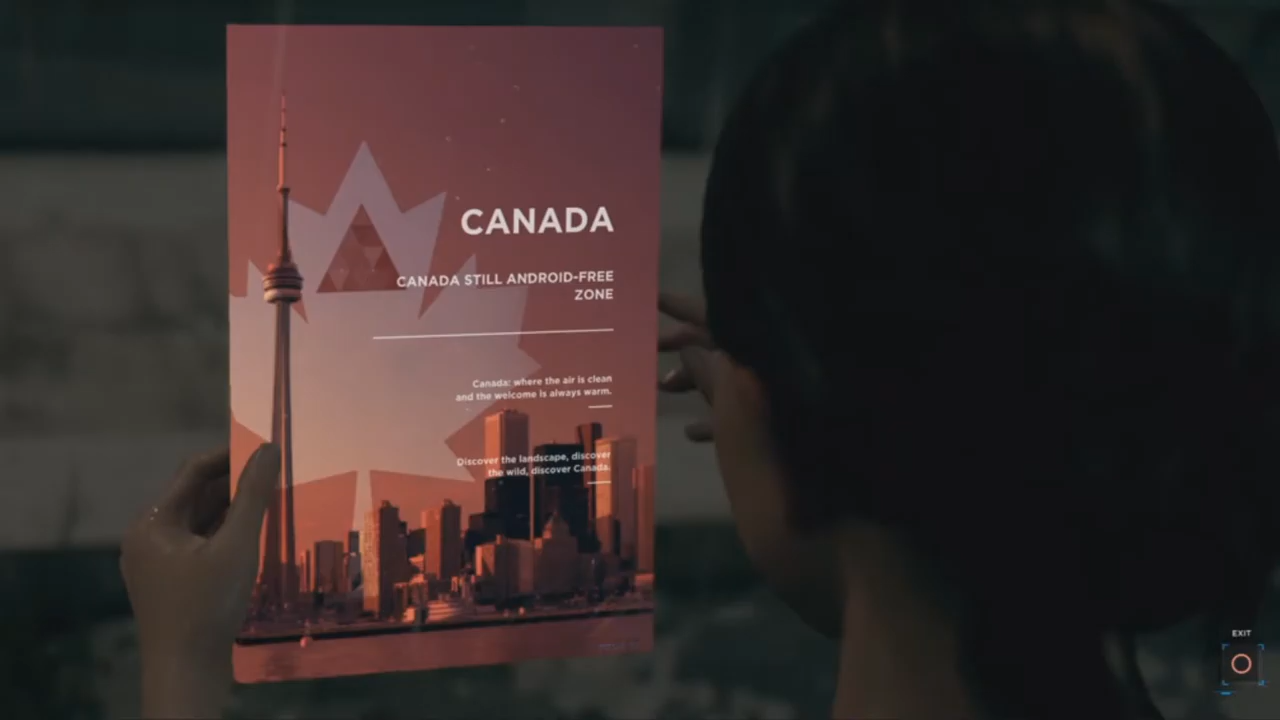 CANADA
CANADA STILL ANDROID-FREE
ZONE
Canada: where the air is clean
and the welcome is always warm.
Discover the landscape, discover
the wild, discover Canada.
EXIT